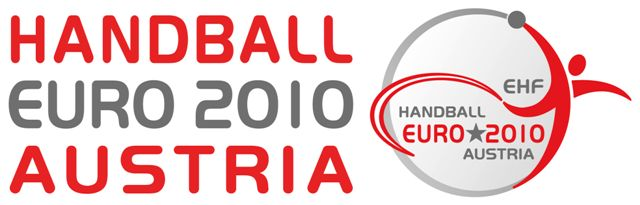 HANDBALL
EURO 2010
AUSTRIA
EHF
HANDBALL
EURO★2010
AUSTRIA